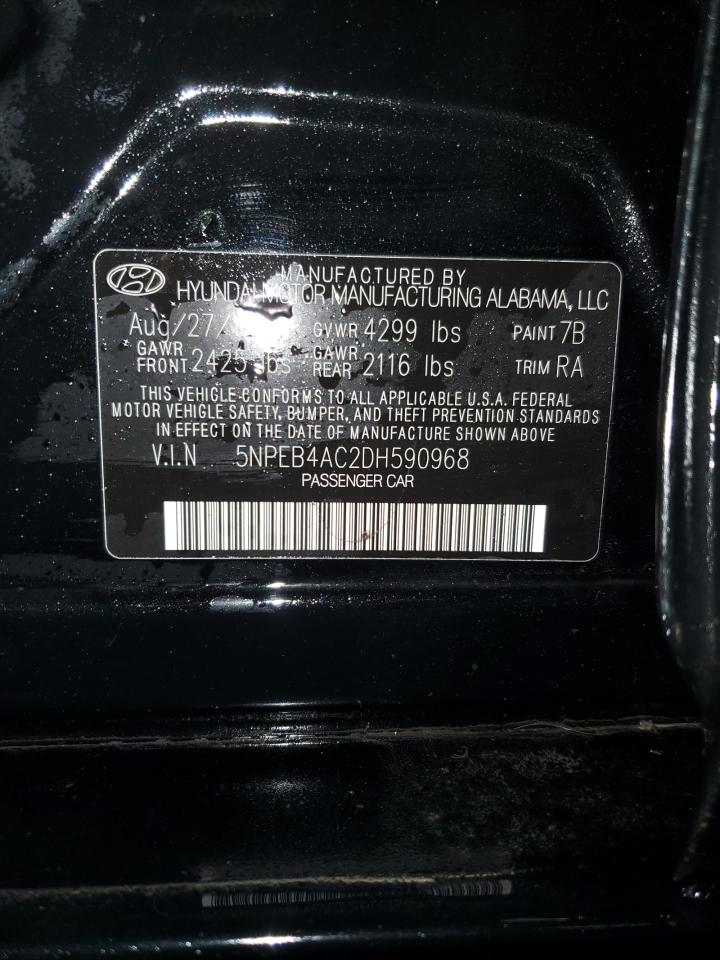 MANUFACTURED BY
HYUNDAI MOTOR MANUFACTURING ALABAMA, LLC
Aug/27/ GVWR 4299 lbs PAINT 7B
GAWR FRONT 2425 lbs GAWR REAR 2116 lbs TRIM RA
THIS VEHICLE CONFORMS TO ALL APPLICABLE U.S.A. FEDERAL
MOTOR VEHICLE SAFETY, BUMPER, AND THEFT PREVENTION STANDARDS
IN EFFECT ON THE DATE OF MANUFACTURE SHOWN ABOVE
V.I.N 5NPEB4AC2DH590968
PASSENGER CAR